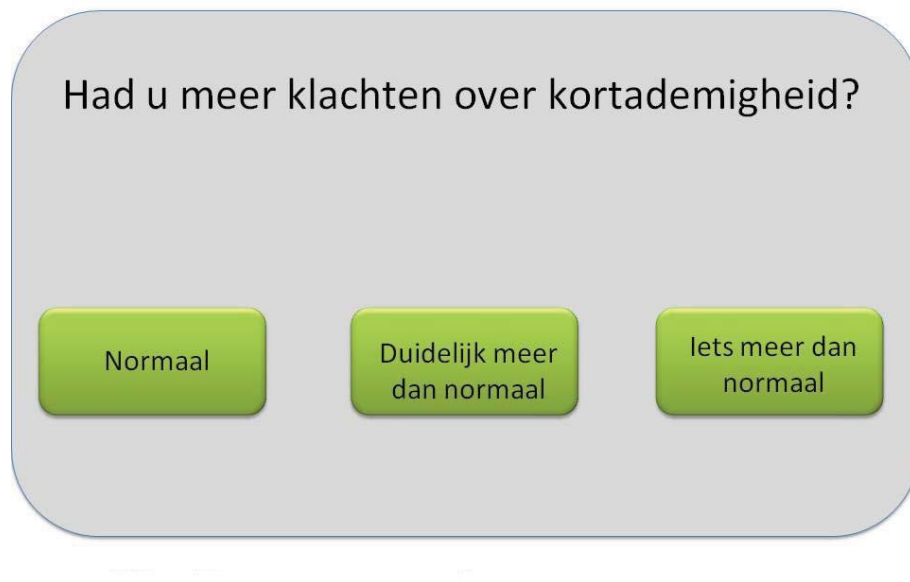 Had u meer klachten over kortademigheid?
Normaal
Duidelijk meer
dan normaal
Iets meer dan
normaal